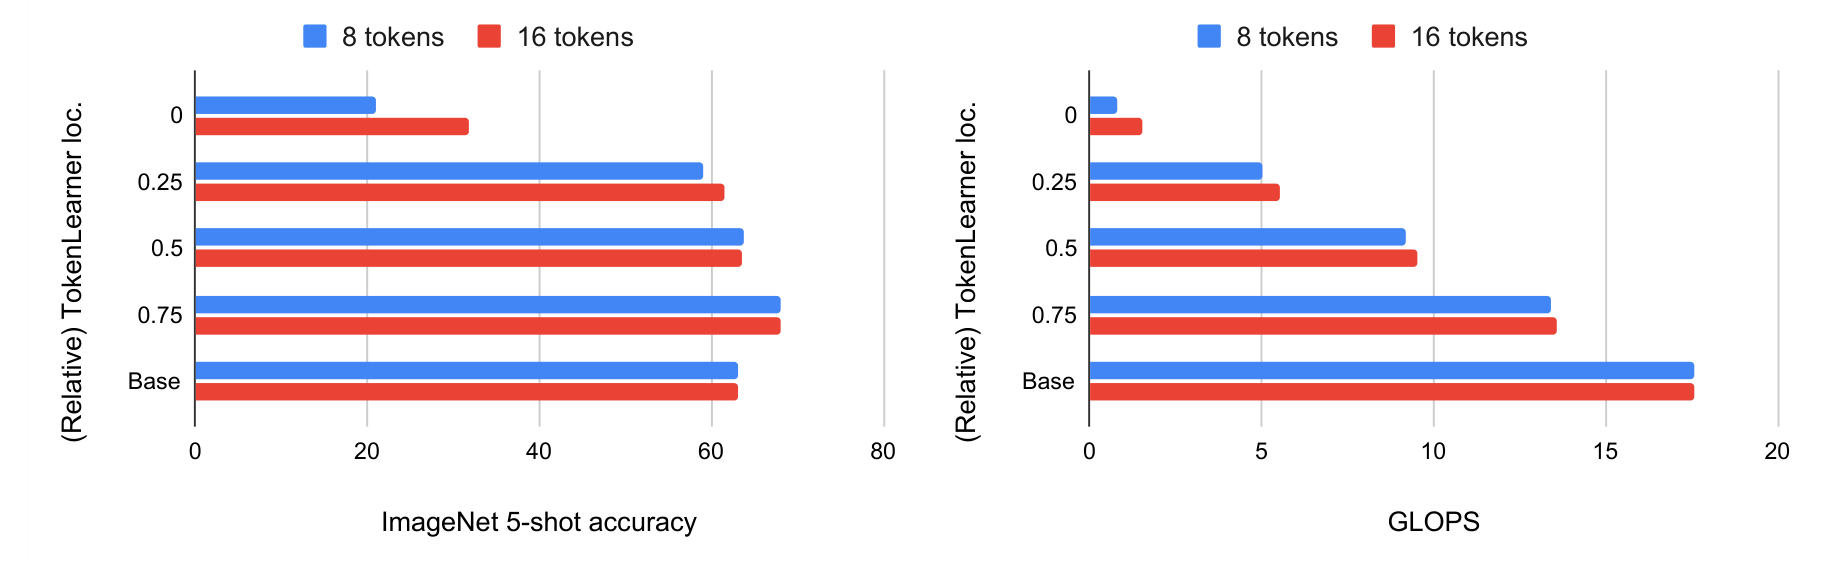 8 tokens 16 tokens
(Relative) TokenLearner loc.
0
0.25
0.5
0.75
Base
0 20 40 60 80
ImageNet 5-shot accuracy
8 tokens 16 tokens
(Relative) TokenLearner loc.
0
0.25
0.5
0.75
Base
0 5 10 15 20
GLOPS